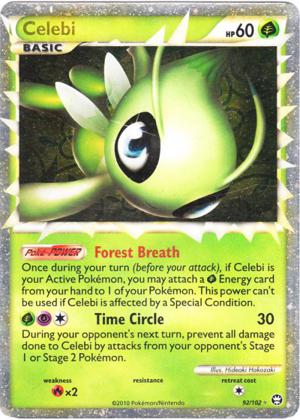 Celebi
HP 60
BASIC
Poké-POWER Forest Breath
Once during your turn (before your attack), if Celebi is
your Active Pokémon, you may attach a Energy card
from your hand to 1 of your Pokémon. This power can't
be used if Celebi is affected by a Special Condition.
Time Circle 30
During your opponent's next turn, prevent all damage
done to Celebi by attacks from your opponent's Stage
1 or Stage 2 Pokémon.
Illus. Hideaki Hakozaki
weakness resistance retreat cost
×2
©2010 Pokémon/Nintendo 92/102